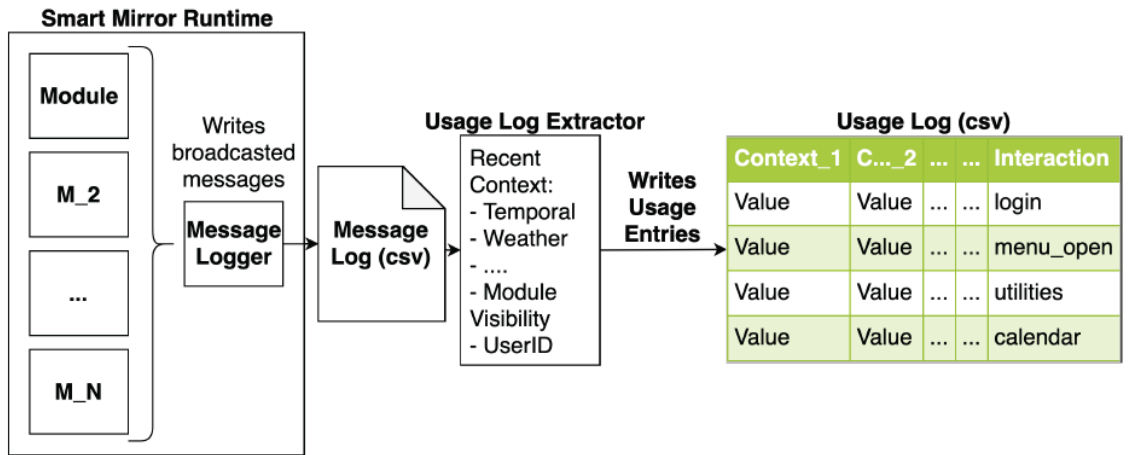 Smart Mirror Runtime
Module
M_2
...
M_N
Writes
broadcasted
messages
Message
Logger
Message
Log (csv)
Usage Log Extractor
Recent
Context:
- Temporal
- Weather
- ....
- Module
Visibility
- UserID
Writes
Usage
Entries
Usage Log (csv)
Context_1 C..._2 ... ... Interaction
Value Value ... ... login
Value Value ... ... menu_open
Value Value ... ... utilities
Value Value ... ... calendar